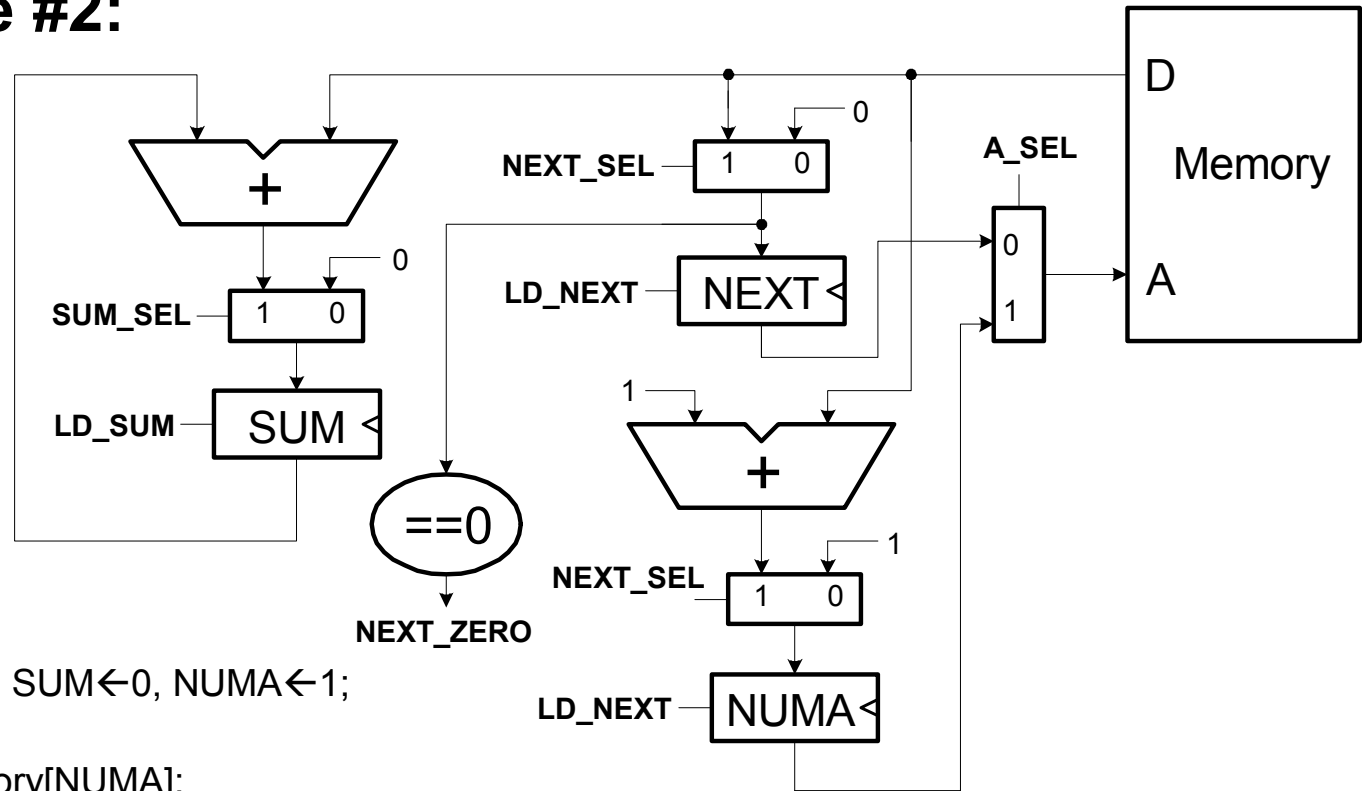 e #2:
D
0
A_SEL
NEXT_SEL
1 0
Memory
+
0
0
LD_NEXT
NEXT <
A
SUM_SEL
1 0
1
1
LD_SUM
SUM <
+
==0
1
NEXT_SEL
1 0
NEXT_ZERO
SUM←0, NUMA←1;
LD_NEXT
NUMA <
ory[NUMA];